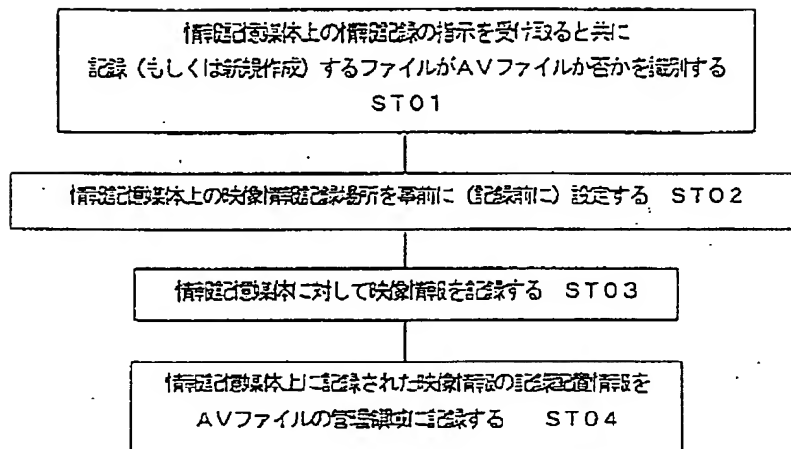 情報記憶媒体上の情報記録の指示を受け取ると共に
記録（もしくは新規作成）するファイルがAVファイルか否かを識別する
ST01
情報記憶媒体上の映像情報記録場所を事前に（記録前に）設定する ST02
情報記憶媒体に対して映像情報を記録する ST03
情報記憶媒体上に記録された映像情報の記録配置情報を
AVファイルの管理領域に記録する ST04